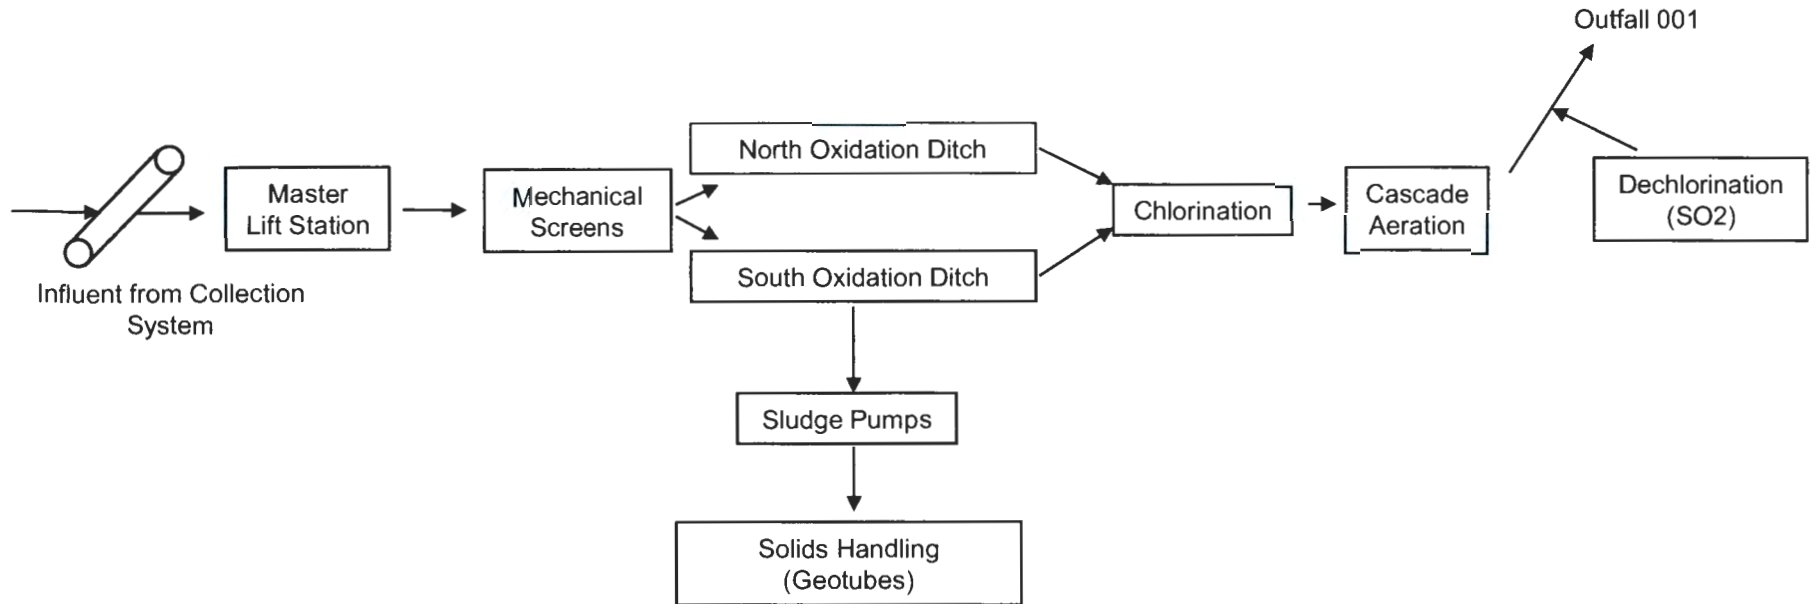 Outfall 001
North Oxidation Ditch
Master
Lift Station
Mechanical
Screens
Chlorination
Cascade
Aeration
Dechlorination
(SO2)
South Oxidation Ditch
Influent from Collection
System
Sludge Pumps
Solids Handling
(Geotubes)